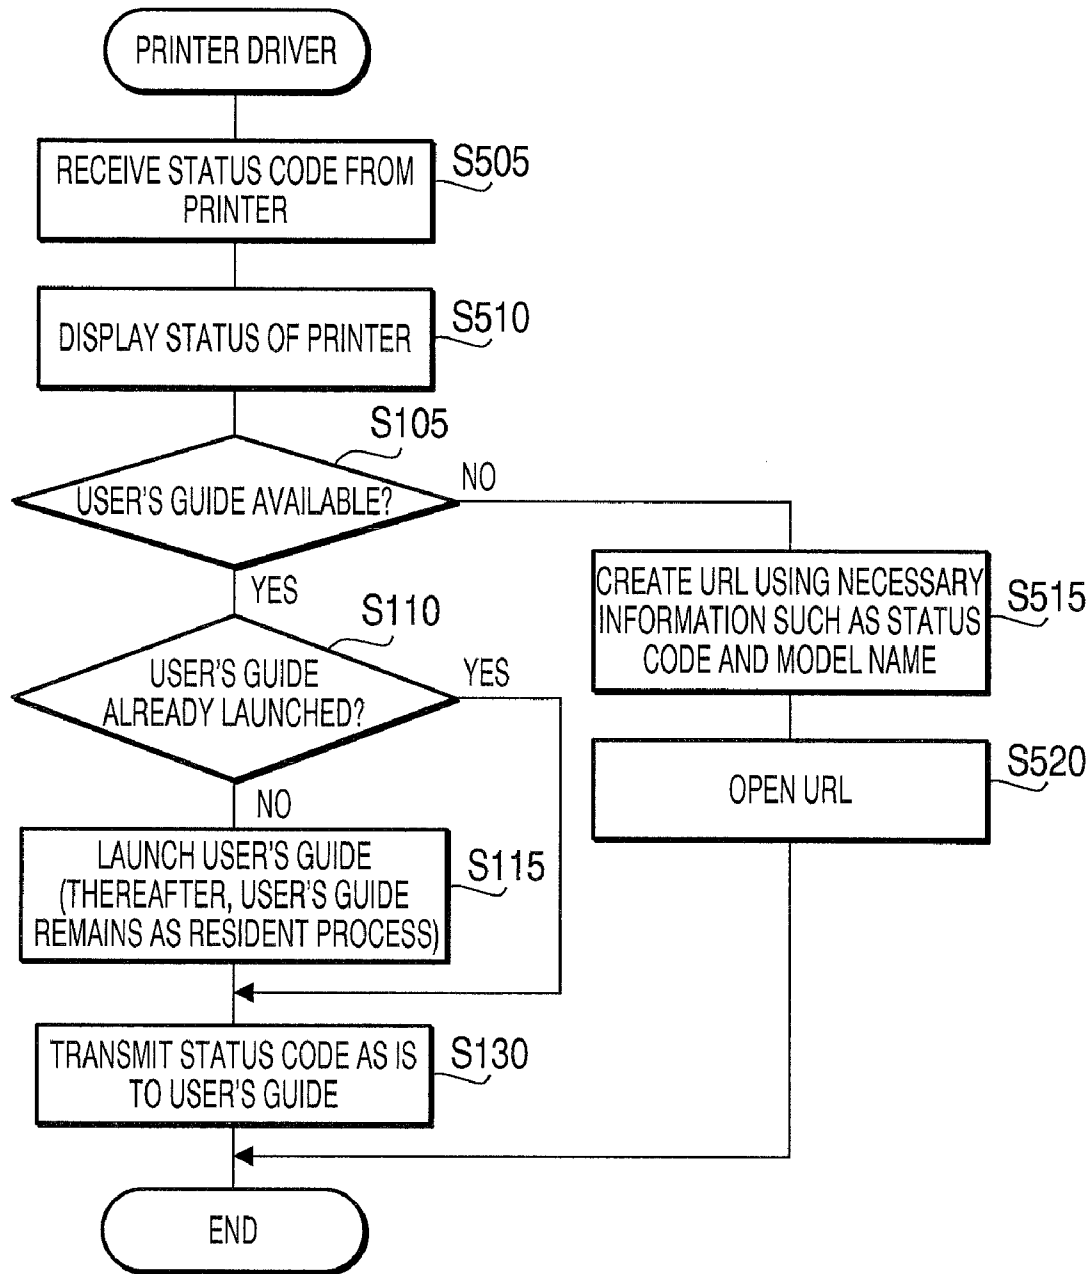 PRINTER DRIVER
RECEIVE STATUS CODE FROM
PRINTER
S505
DISPLAY STATUS OF PRINTER
S510
S105
USER'S GUIDE AVAILABLE?
NO
YES
CREATE URL USING NECESSARY
INFORMATION SUCH AS STATUS
CODE AND MODEL NAME
S515
S110
USER'S GUIDE
ALREADY LAUNCHED?
YES
NO
OPEN URL
S520
LAUNCH USER'S GUIDE
(THEREAFTER, USER'S GUIDE
REMAINS AS RESIDENT PROCESS)
S115
TRANSMIT STATUS CODE AS IS
TO USER'S GUIDE
S130
END